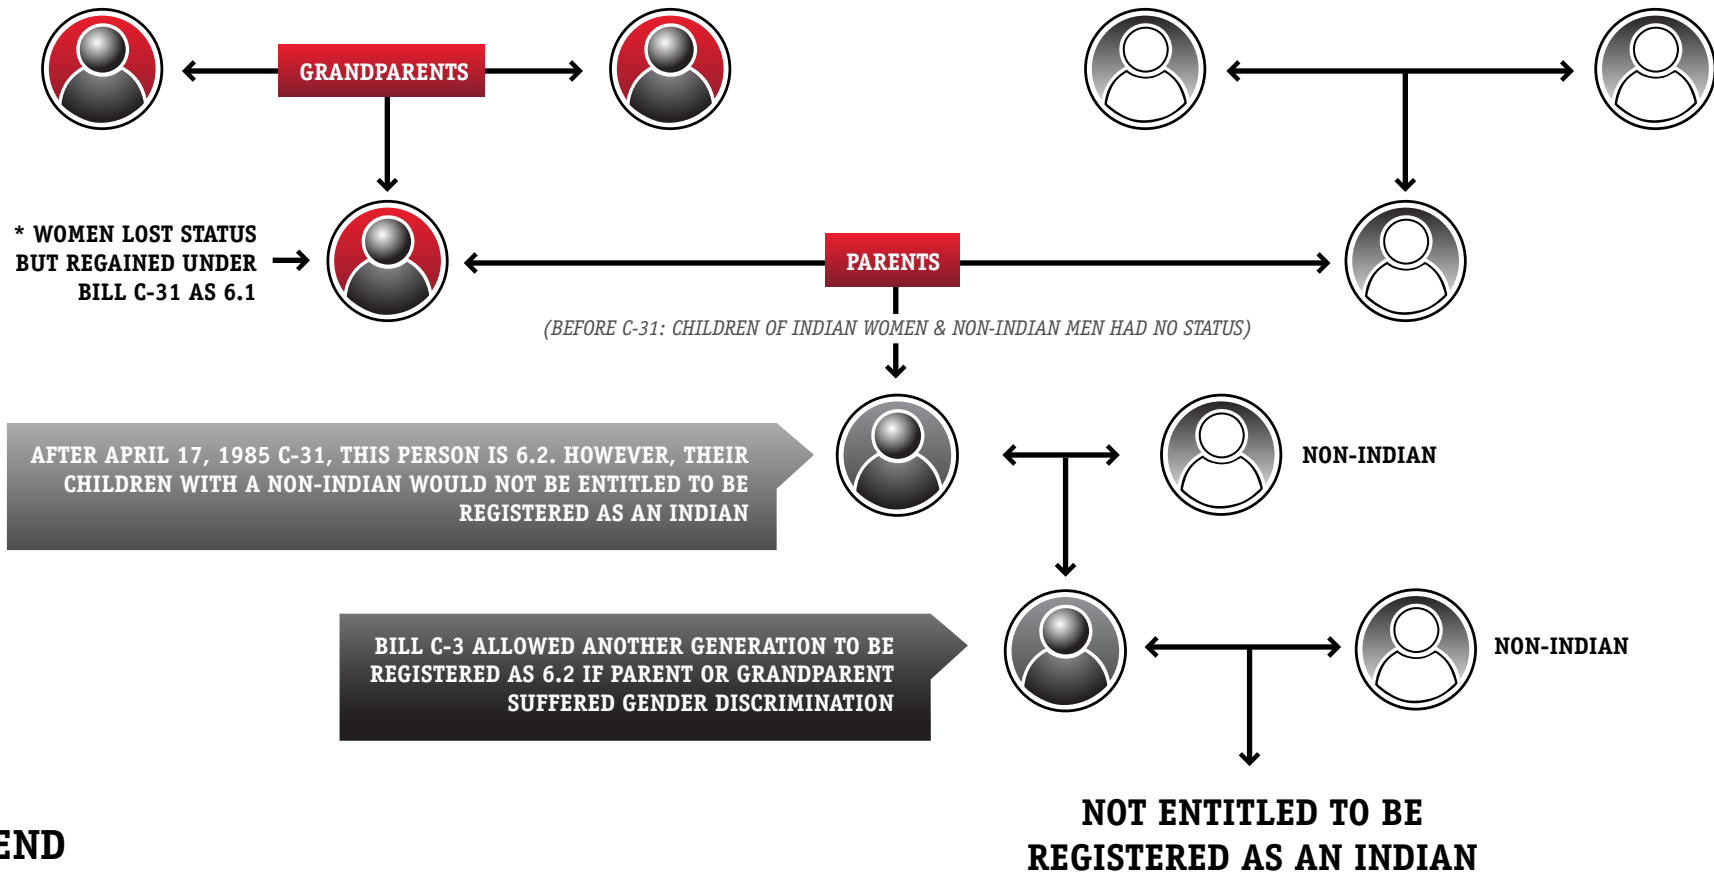 GRANDPARENTS
* WOMEN LOST STATUS
BUT REGAINED UNDER
BILL C-31 AS 6.1
PARENTS
(BEFORE C-31: CHILDREN OF INDIAN WOMEN & NON-INDIAN MEN HAD NO STATUS)
AFTER APRIL 17, 1985 C-31, THIS PERSON IS 6.2. HOWEVER, THEIR
CHILDREN WITH A NON-INDIAN WOULD NOT BE ENTITLED TO BE
REGISTERED AS AN INDIAN
NON-INDIAN
BILL C-3 ALLOWED ANOTHER GENERATION TO BE
REGISTERED AS 6.2 IF PARENT OR GRANDPARENT
SUFFERED GENDER DISCRIMINATION
NON-INDIAN
NOT ENTITLED TO BE
REGISTERED AS AN INDIAN
END